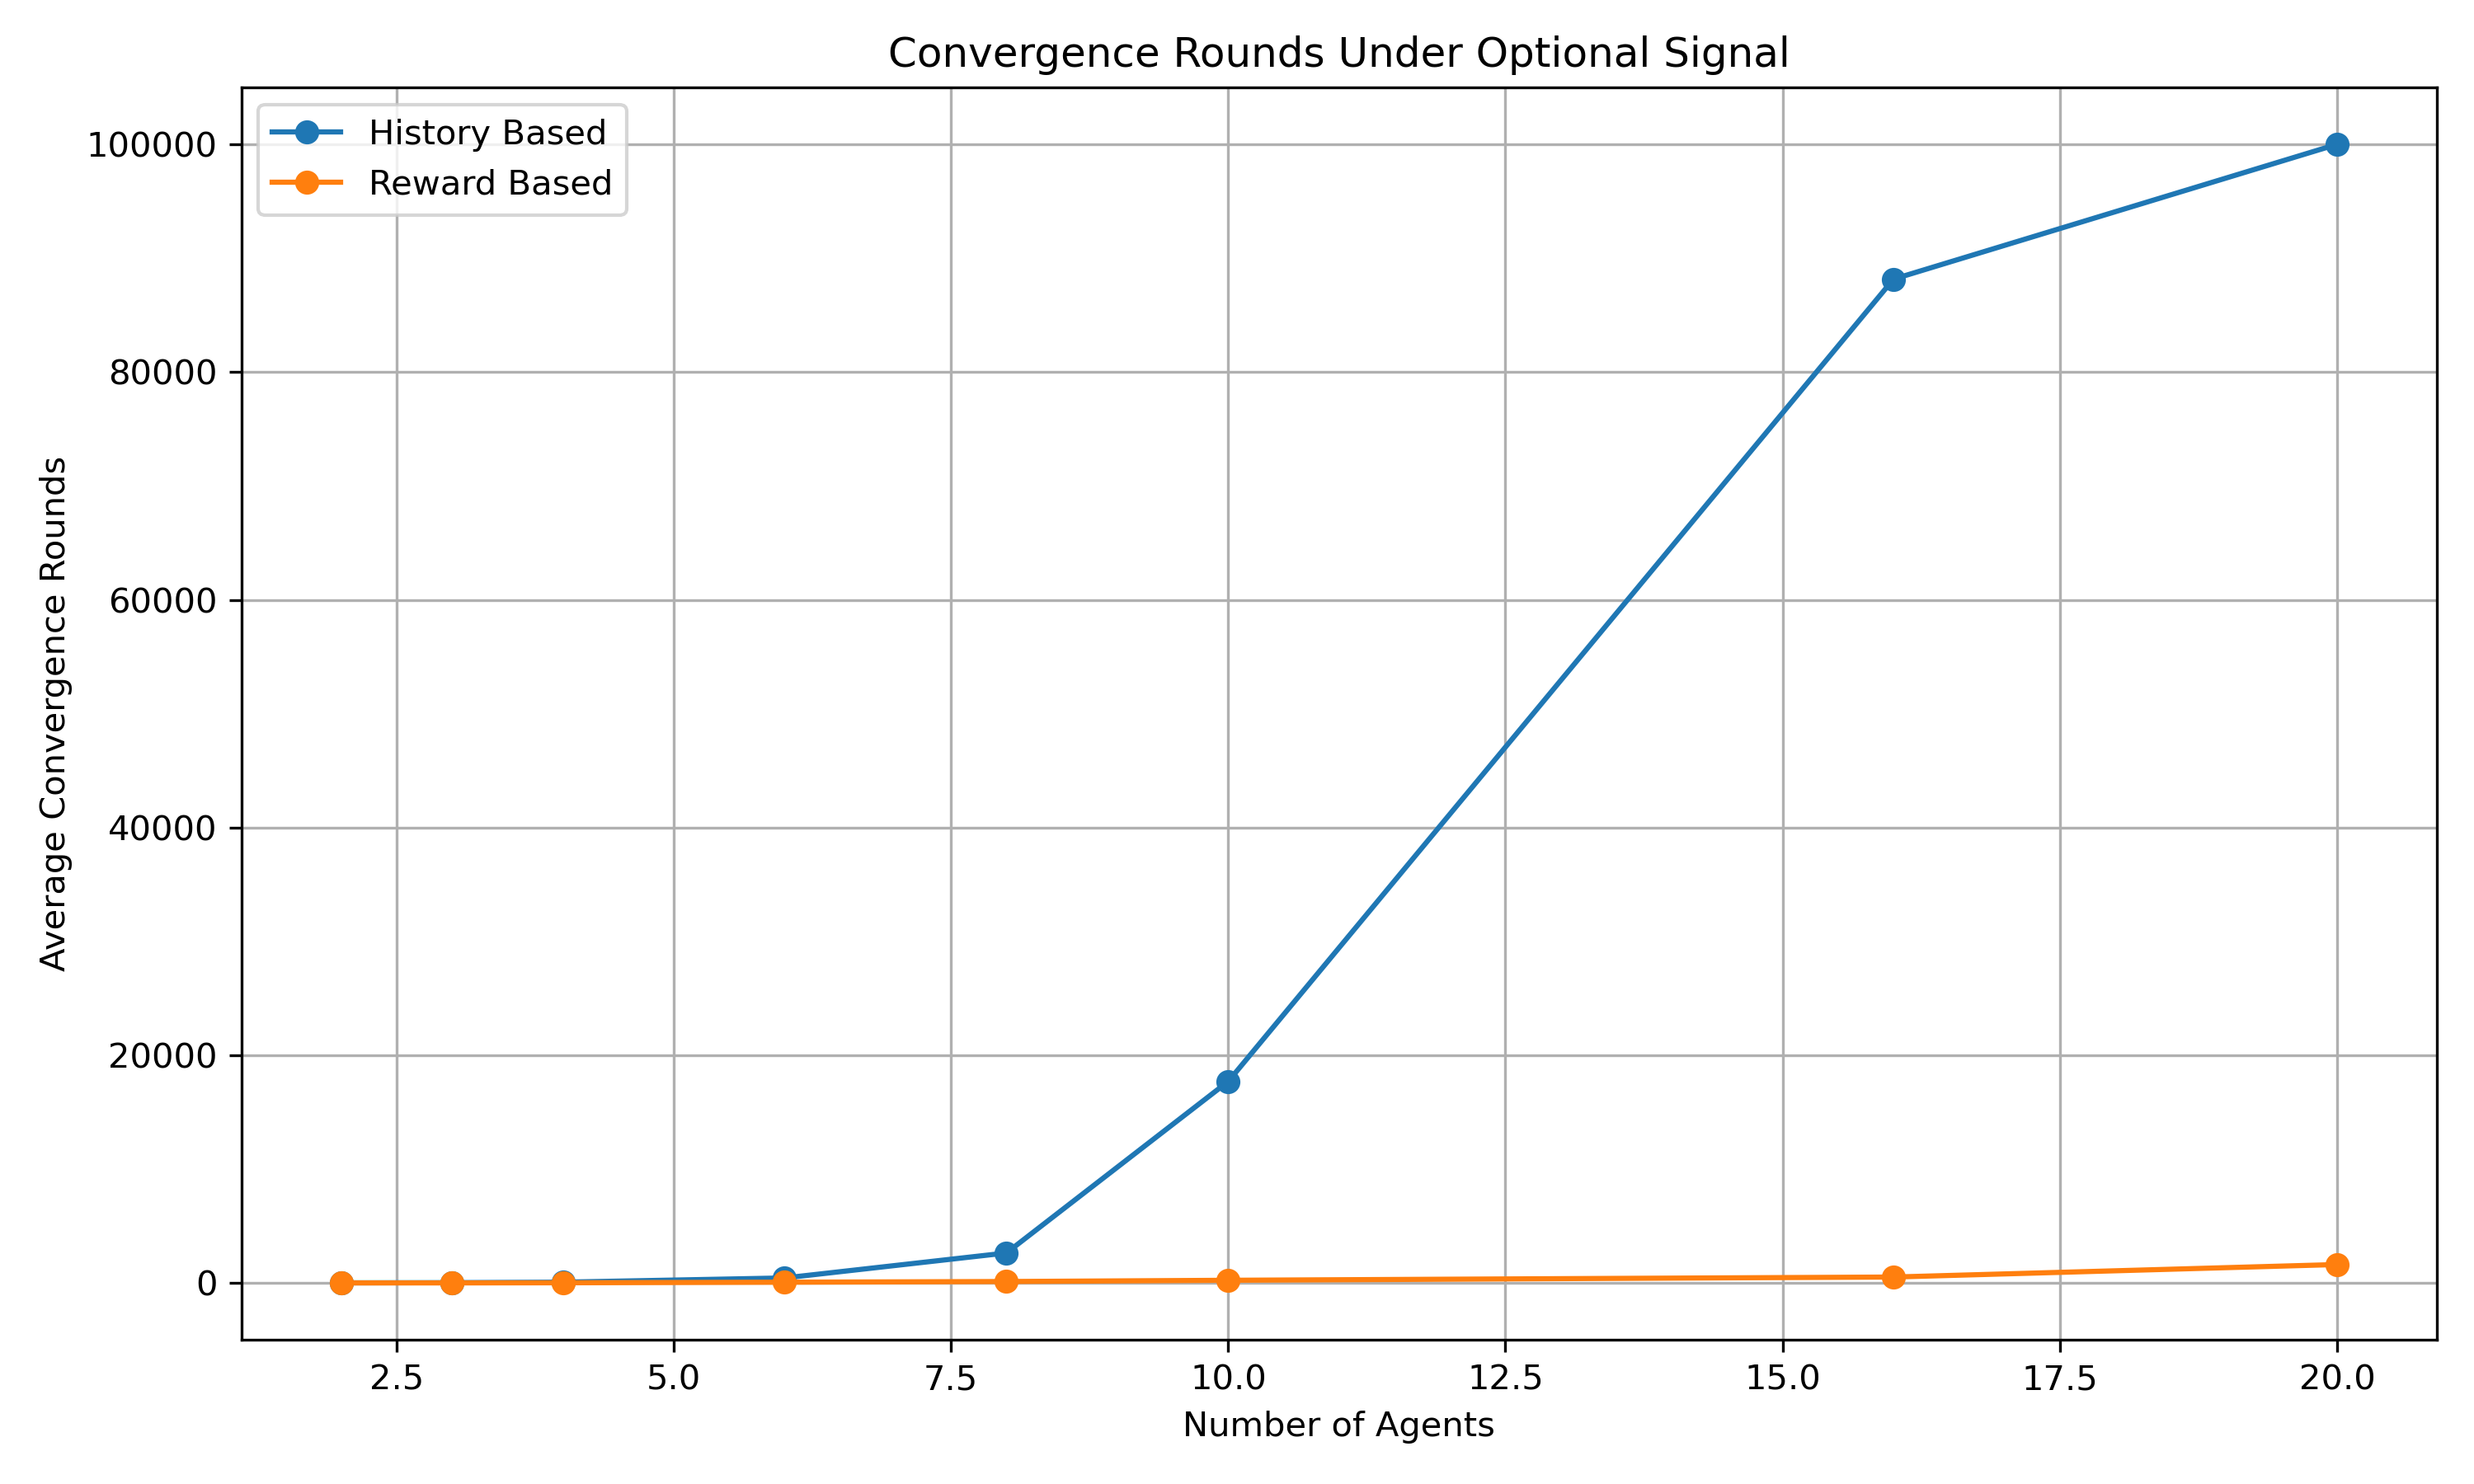 Convergence Rounds Under Optional Signal
History Based
Reward Based
Average Convergence Rounds
100000
80000
60000
40000
20000
0
2.5 5.0 7.5 10.0 12.5 15.0 17.5 20.0
Number of Agents